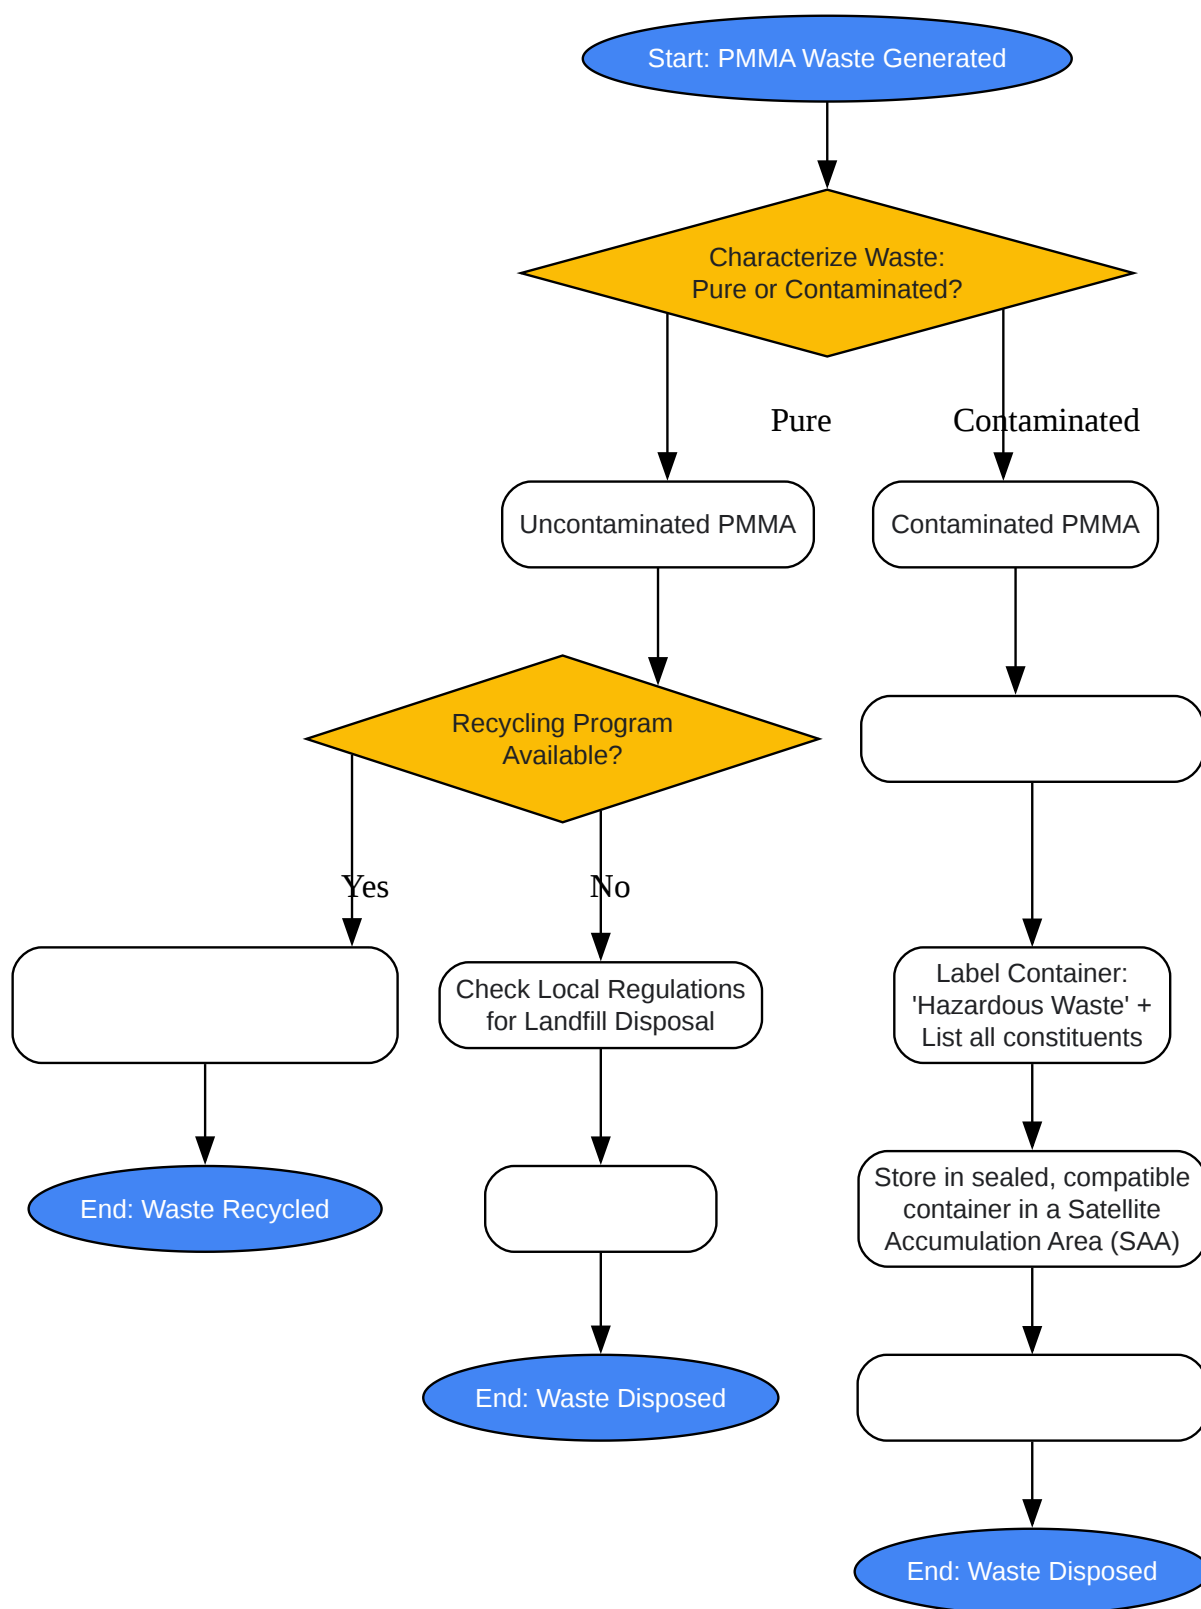 Start: PMMA Waste Generated
Characterize Waste:
Pure or Contaminated?
Pure
Contaminated
Uncontaminated PMMA
Contaminated PMMA
Recycling Program
Available?
Yes
No
Check Local Regulations
for Landfill Disposal
Label Container:
'Hazardous Waste' +
List all constituents
Store in sealed, compatible
container in a Satellite
Accumulation Area (SAA)
End: Waste Recycled
End: Waste Disposed
End: Waste Disposed